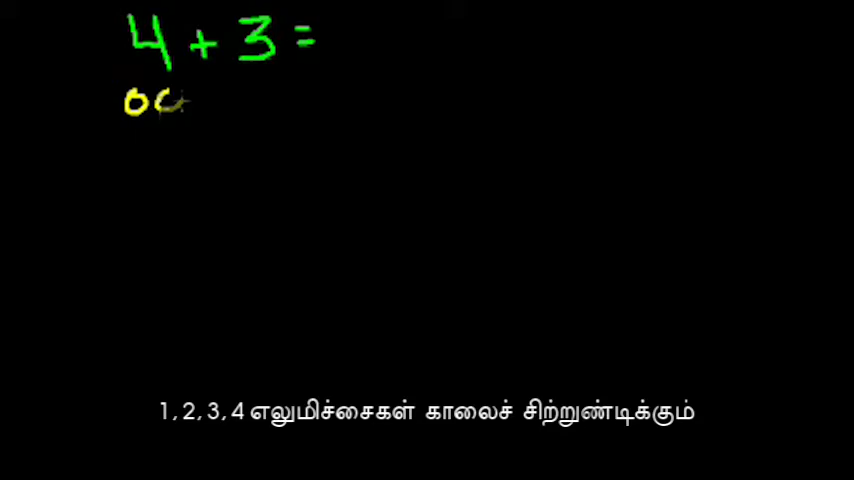 4 + 3 =
1, 2, 3, 4 எலுமிச்சைகள் காலைச் சிற்றுண்டிக்கும்